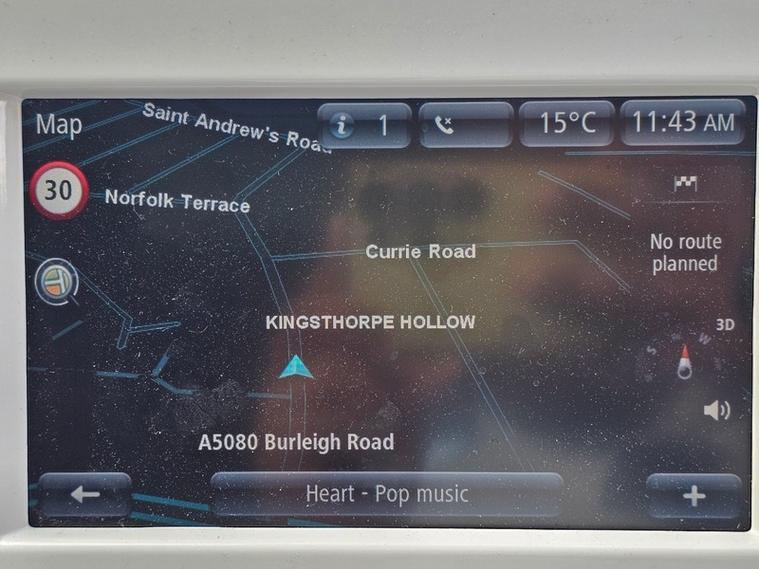 Map
Saint Andrew's Road
1
15°C
11:43 AM
30
Norfolk Terrace
Currie Road
No route
planned
KINGSTHORPE HOLLOW
3D
S
W
A5080 Burleigh Road
Heart - Pop music